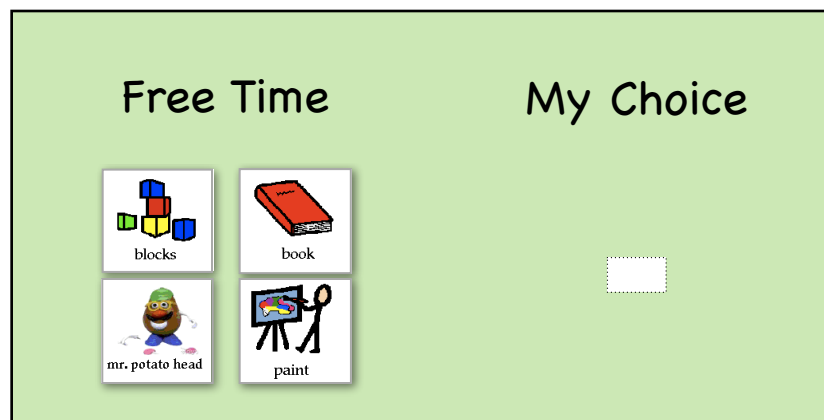 Free Time
My Choice
blocks
book
mr. potato head
paint